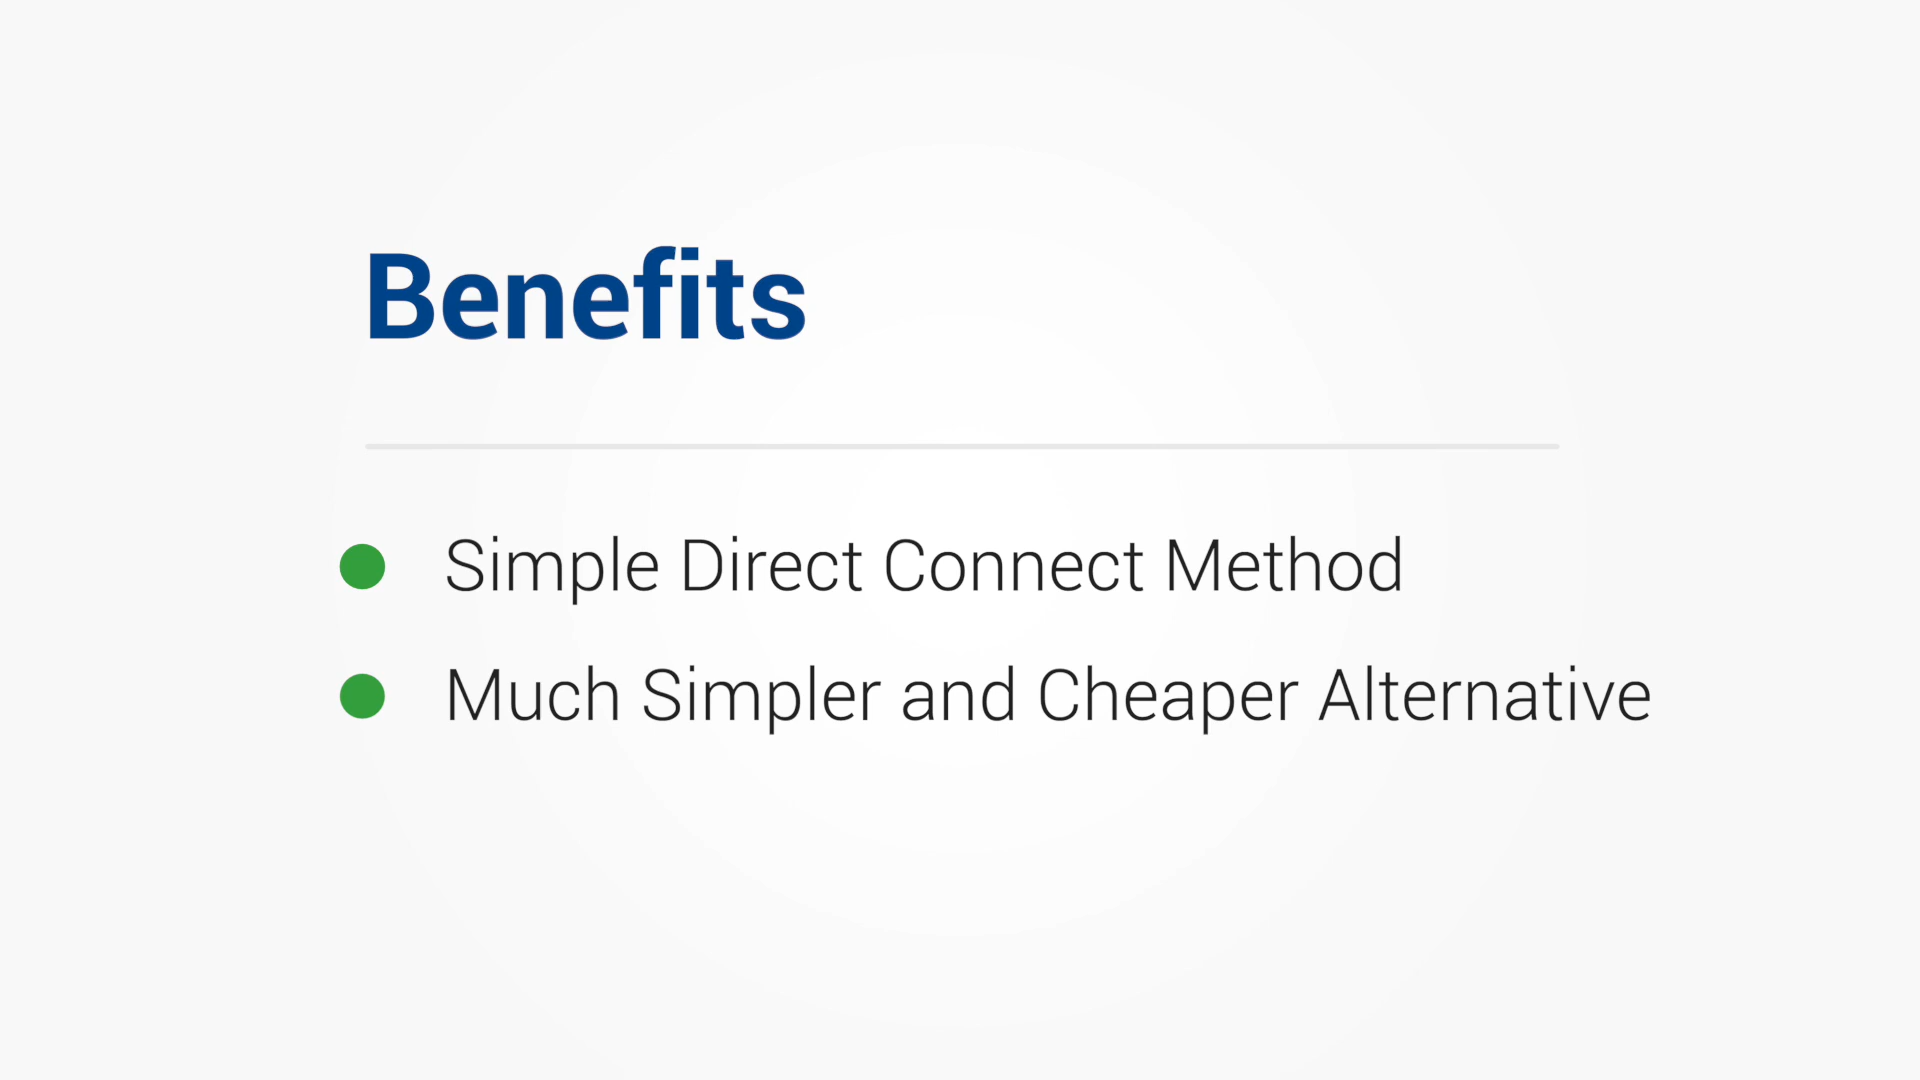 Benefits
Simple Direct Connect Method
Much Simpler and Cheaper Alternative